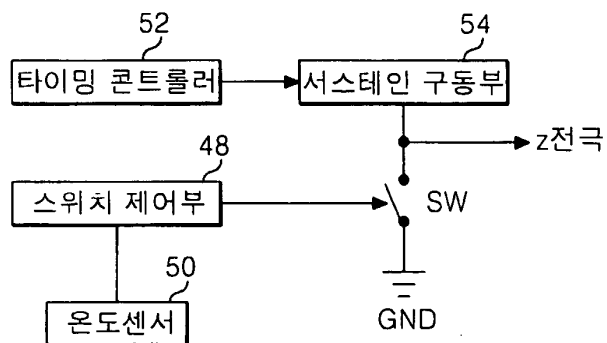 52
타이밍 콘트롤러
54
서스테인 구동부
z전극
48
스위치 제어부
SW
50
온도센서
GND